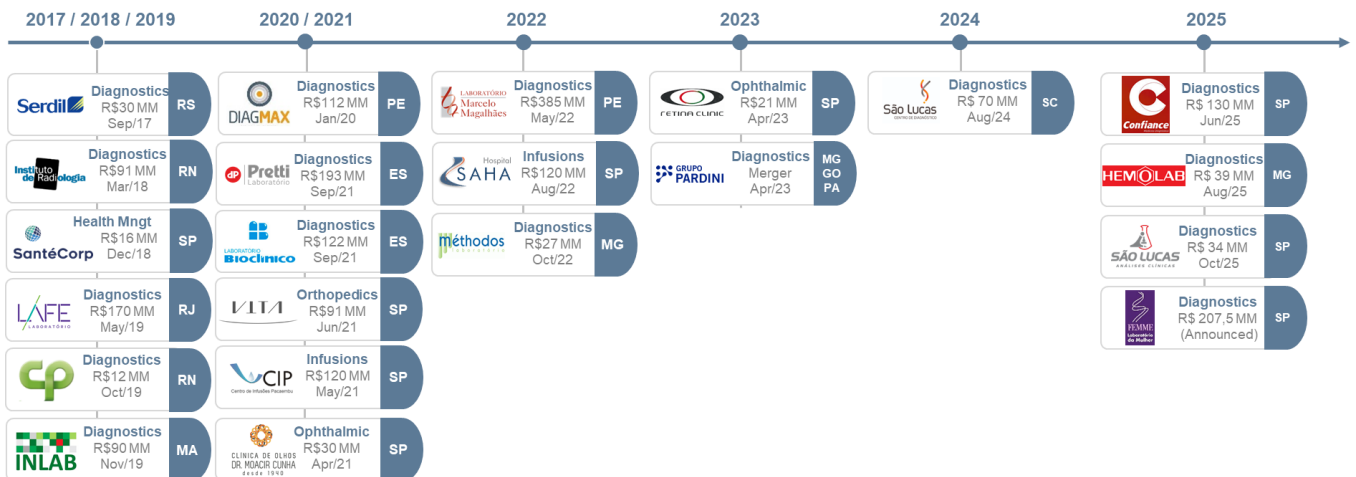 2017 / 2018 / 2019
2020 / 2021
2022
2023
2024
2025
Serdil
Diagnostics
R$30 MM
Sep/17
RS
Instituto
de Radiologia
Diagnostics
R$91 MM
Mar/18
RN
SantéCorp
Health Mngt
R$16 MM
Dec/18
SP
LAFE
LABORATÓRIO
Diagnostics
R$170 MM
May/19
RJ
cp
Diagnostics
R$12 MM
Oct/19
RN
INLAB
Diagnostics
R$90 MM
Nov/19
MA
DIAGMAX
Diagnostics
R$112 MM
Jan/20
PE
dp Pretti
Laboratório
Diagnostics
R$193 MM
Sep/21
ES
LABORATÓRIO
BIOCLÍNICO
Diagnostics
R$122 MM
Sep/21
ES
VITA
Orthopedics
R$91 MM
Jun/21
SP
CIP
Centro de Infusões Pacaembu
Infusions
R$120 MM
May/21
SP
CLÍNICA DE OLHOS
DR. MOACIR CUNHA
desde 1940
Ophthalmic
R$30 MM
Apr/21
SP
LABORATÓRIO
Marcelo
Magalhães
Diagnostics
R$385 MM
May/22
PE
Hospital
SAHA
Infusions
R$120 MM
Aug/22
SP
méthodos
Diagnostics
R$27 MM
Oct/22
MG
RETINA CLINIC
Ophthalmic
R$21 MM
Apr/23
SP
GRUPO
PARDINI
Diagnostics
Merger
Apr/23
MG
GO
PA
São Lucas
CENTRO DE DIAGNÓSTICO
Diagnostics
R$ 70 MM
Aug/24
SC
Confiance
Diagnostics
R$ 130 MM
Jun/25
SP
HEMOLAB
Diagnostics
R$ 39 MM
Aug/25
MG
SÃO LUCAS
ANÁLISES CLÍNICAS
Diagnostics
R$ 34 MM
Oct/25
SP
FEMME
Laboratório
da Mulher
Diagnostics
R$ 207,5 MM
(Announced)
SP